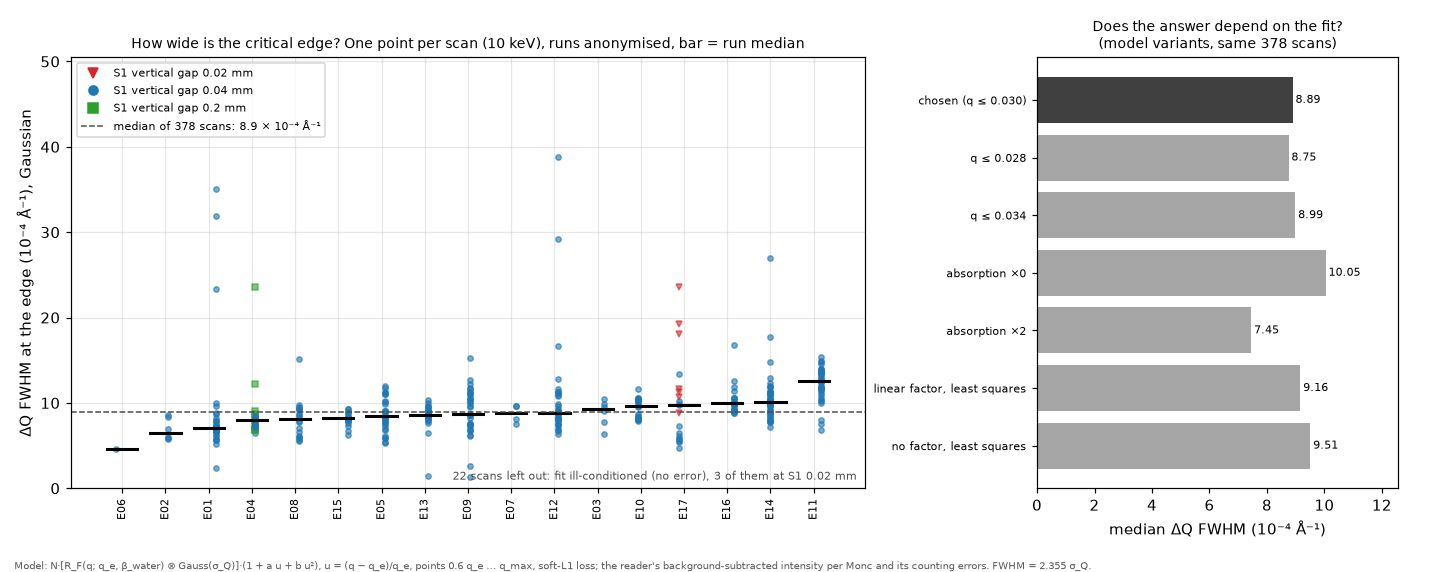 How wide is the critical edge? One point per scan (10 keV), runs anonymised, bar = run median
ΔQ FWHM at the edge (10⁻⁴ Å⁻¹), Gaussian
50
40
30
20
10
0
S1 vertical gap 0.02 mm
S1 vertical gap 0.04 mm
S1 vertical gap 0.2 mm
median of 378 scans: 8.9 × 10⁻⁴ Å⁻¹
22 scans left out: fit ill-conditioned (no error), 3 of them at S1 0.02 mm
E06
E02
E01
E04
E08
E15
E05
E13
E09
E07
E12
E03
E10
E17
E16
E14
E11
Does the answer depend on the fit?
(model variants, same 378 scans)
chosen (q ≤ 0.030)
8.89
q ≤ 0.028
8.75
q ≤ 0.034
8.99
absorption ×0
10.05
absorption ×2
7.45
linear factor, least squares
9.16
no factor, least squares
9.51
0 2 4 6 8 10 12
median ΔQ FWHM (10⁻⁴ Å⁻¹)
Model: N·[R_F(q; q_e, β_water) ⊗ Gauss(σ_Q)]·(1 + a u + b u²), u = (q − q_e)/q_e, points 0.6 q_e ... q_max, soft-L1 loss; the reader's background-subtracted intensity per Monc and its counting errors. FWHM = 2.355 σ_Q.